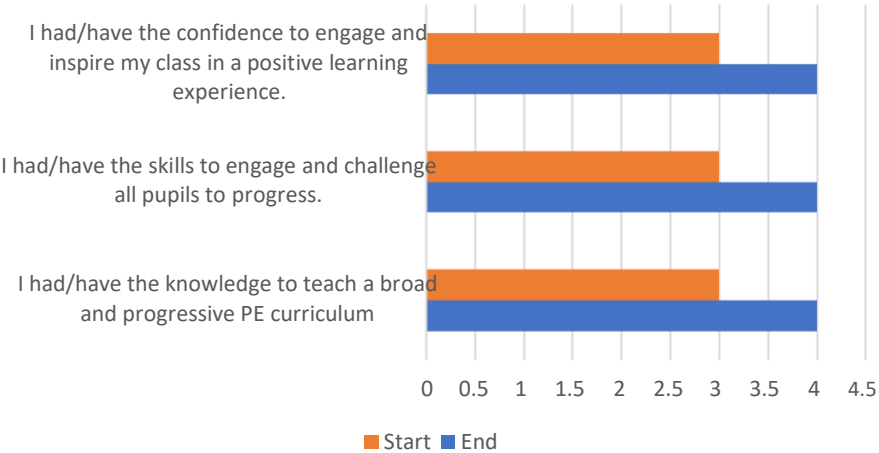 I had/have the confidence to engage and
inspire my class in a positive learning
experience.
I had/have the skills to engage and challenge
all pupils to progress.
I had/have the knowledge to teach a broad
and progressive PE curriculum
0 0.5 1 1.5 2 2.5 3 3.5 4 4.5
Start End